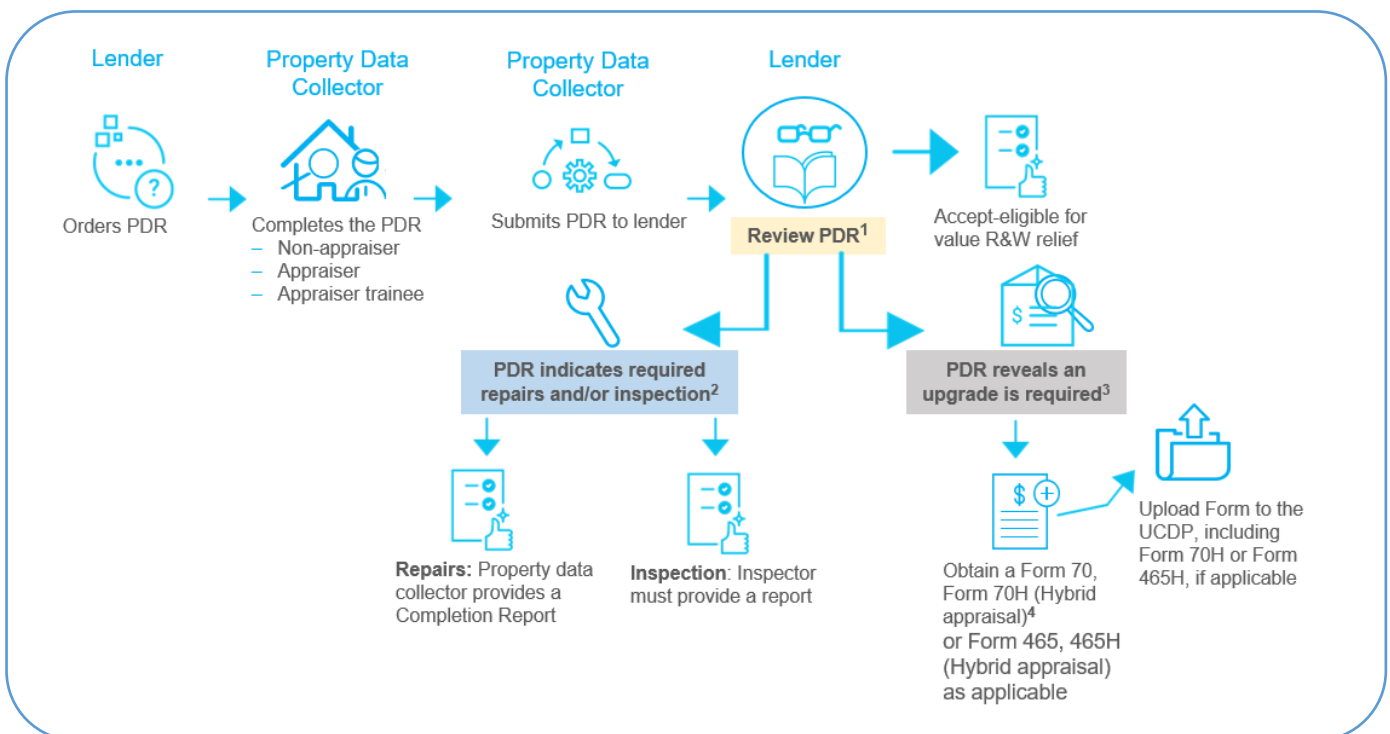 Lender
Property Data
Collector
Property Data
Collector
Lender
?
Orders PDR
Completes the PDR
– Non-appraiser
– Appraiser
– Appraiser trainee
Submits PDR to lender
Review PDR¹
Accept-eligible for
value R&W relief
PDR indicates required
repairs and/or inspection²
$
PDR reveals an
upgrade is required³
Repairs: Property data
collector provides a
Completion Report
Inspection: Inspector
must provide a report
$
Obtain a Form 70,
Form 70H (Hybrid
appraisal)⁴
or Form 465, 465H
(Hybrid appraisal)
as applicable
Upload Form to the
UCDP, including
Form 70H or Form
465H, if applicable